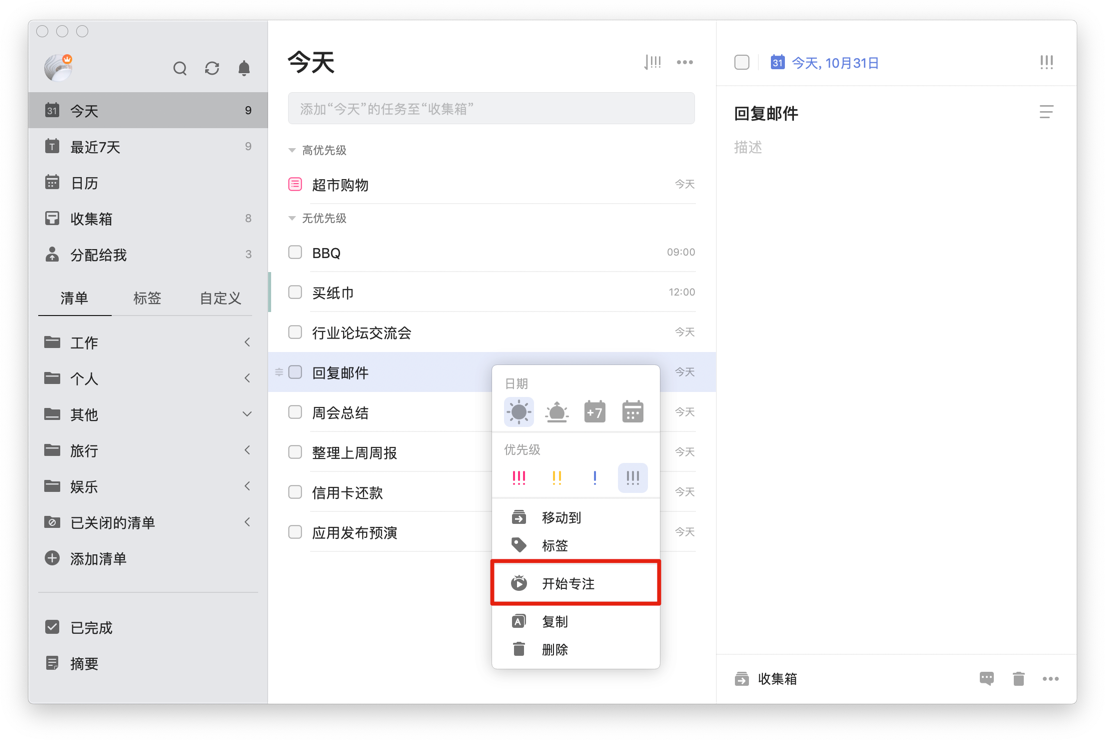 今天
9
最近7天
9
日历
收集箱
8
分配给我
3
清单
标签
自定义
工作
个人
其他
旅行
娱乐
已关闭的清单
添加清单
已完成
摘要
今天
添加“今天”的任务至“收集箱”
高优先级
超市购物
今天
无优先级
BBQ
09:00
买纸巾
12:00
行业论坛交流会
今天
回复邮件
今天
周会总结
今天
整理上周周报
今天
信用卡还款
今天
应用发布预演
今天
日期
+7
优先级
移动到
标签
开始专注
复制
删除
今天, 10月31日
回复邮件
描述
收集箱